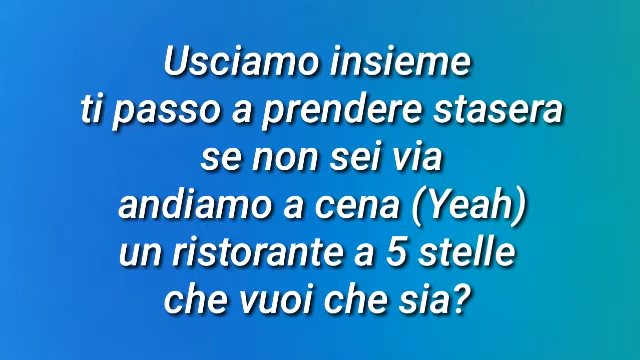 Usciamo insieme
ti passo a prendere stasera
se non sei via
andiamo a cena (Yeah)
un ristorante a 5 stelle
che vuoi che sia?